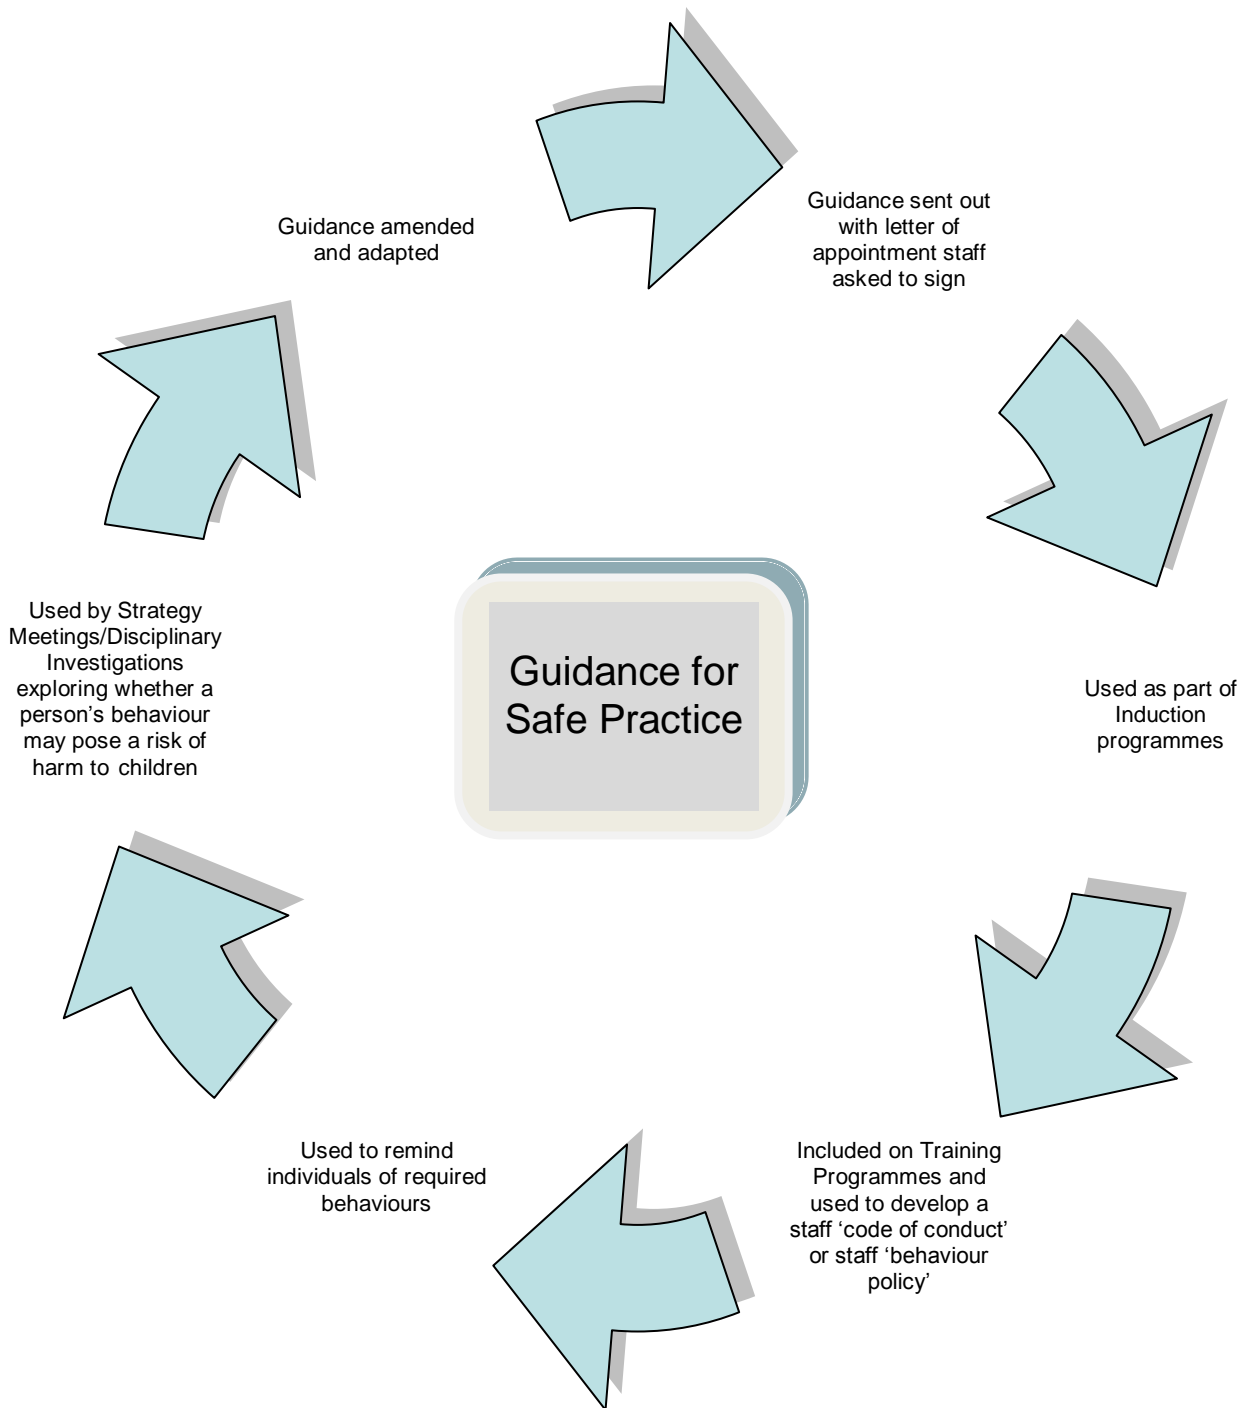 Guidance amended
and adapted
Guidance sent out
with letter of
appointment staff
asked to sign
Used as part of
Induction
programmes
Included on Training
Programmes and
used to develop a
staff ‘code of conduct’
or staff ‘behaviour
policy’
Used to remind
individuals of required
behaviours
Used by Strategy
Meetings/Disciplinary
Investigations
exploring whether a
person’s behaviour
may pose a risk of
harm to children
Guidance for
Safe Practice